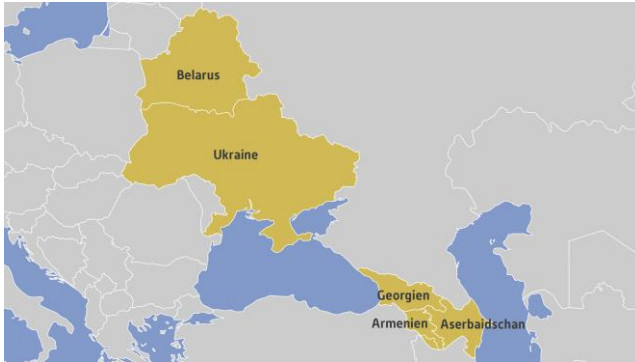 Belarus
Ukraine
Georgien
Armenien
Aserbaidschan